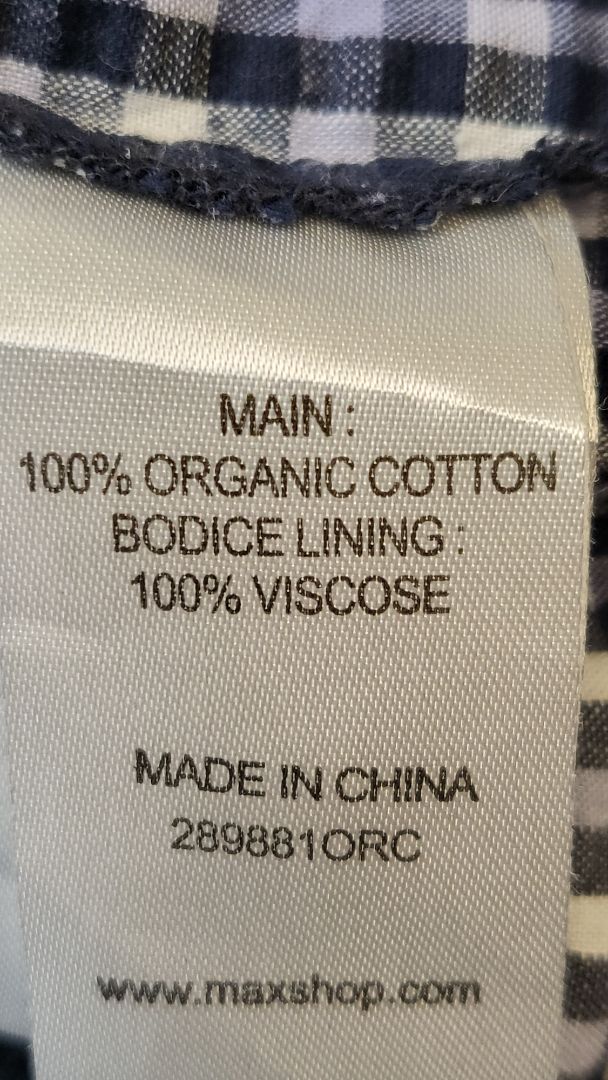 MAIN :
100% ORGANIC COTTON
BODICE LINING :
100% VISCOSE
MADE IN CHINA
289881ORC
www.maxshop.com